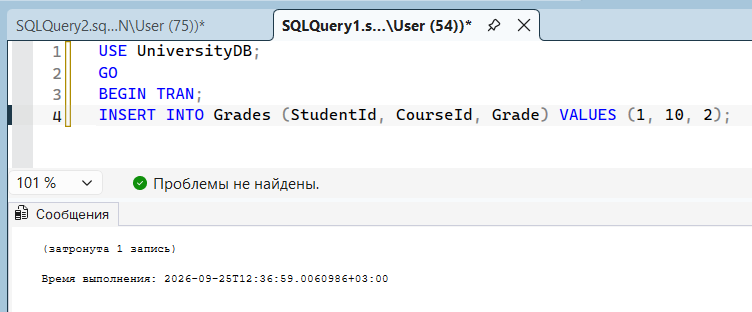 SQLQuery2.sq...N\User (75))*
SQLQuery1.s...\User (54))*
1 USE UniversityDB;
2 GO
3 BEGIN TRAN;
4 INSERT INTO Grades (StudentId, CourseId, Grade) VALUES (1, 10, 2);
101 %
Проблемы не найдены.
Сообщения
(затронута 1 запись)
Время выполнения: 2026-09-25T12:36:59.0060986+03:00